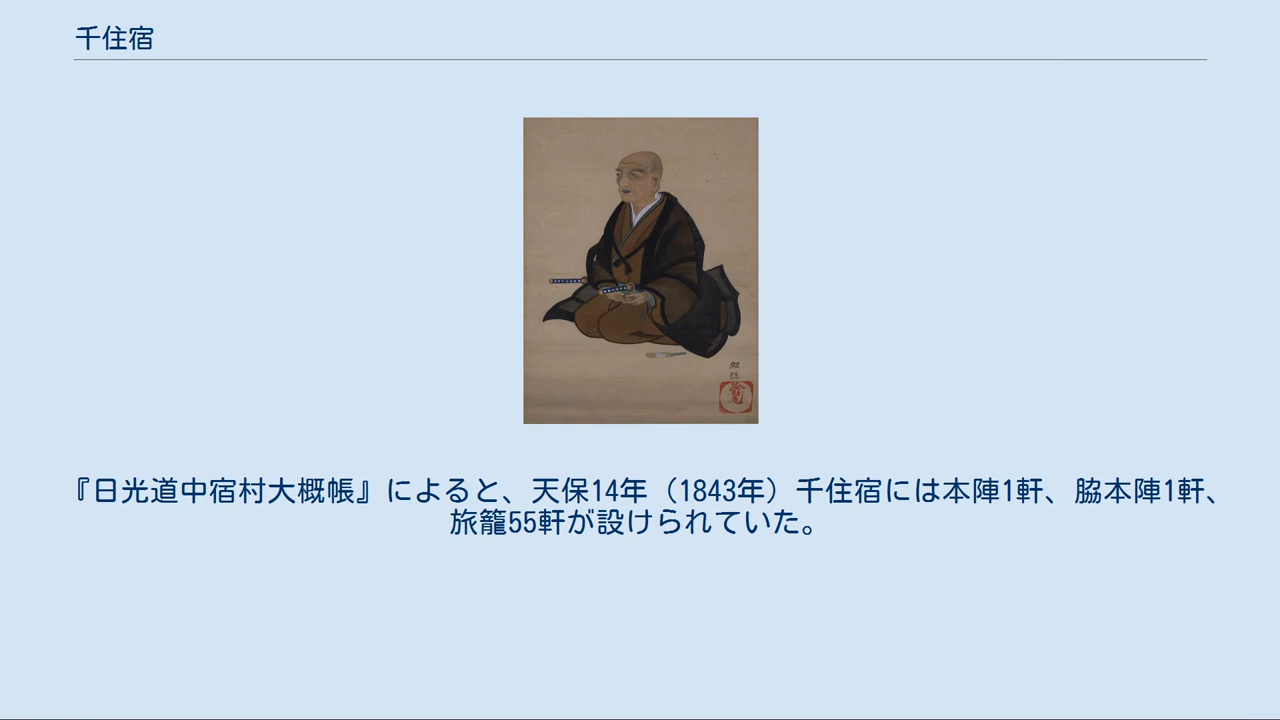 千住宿
『日光道中宿村大概帳』によると、天保14年（1843年）千住宿には本陣1軒、脇本陣1軒、
旅籠55軒が設けられていた。